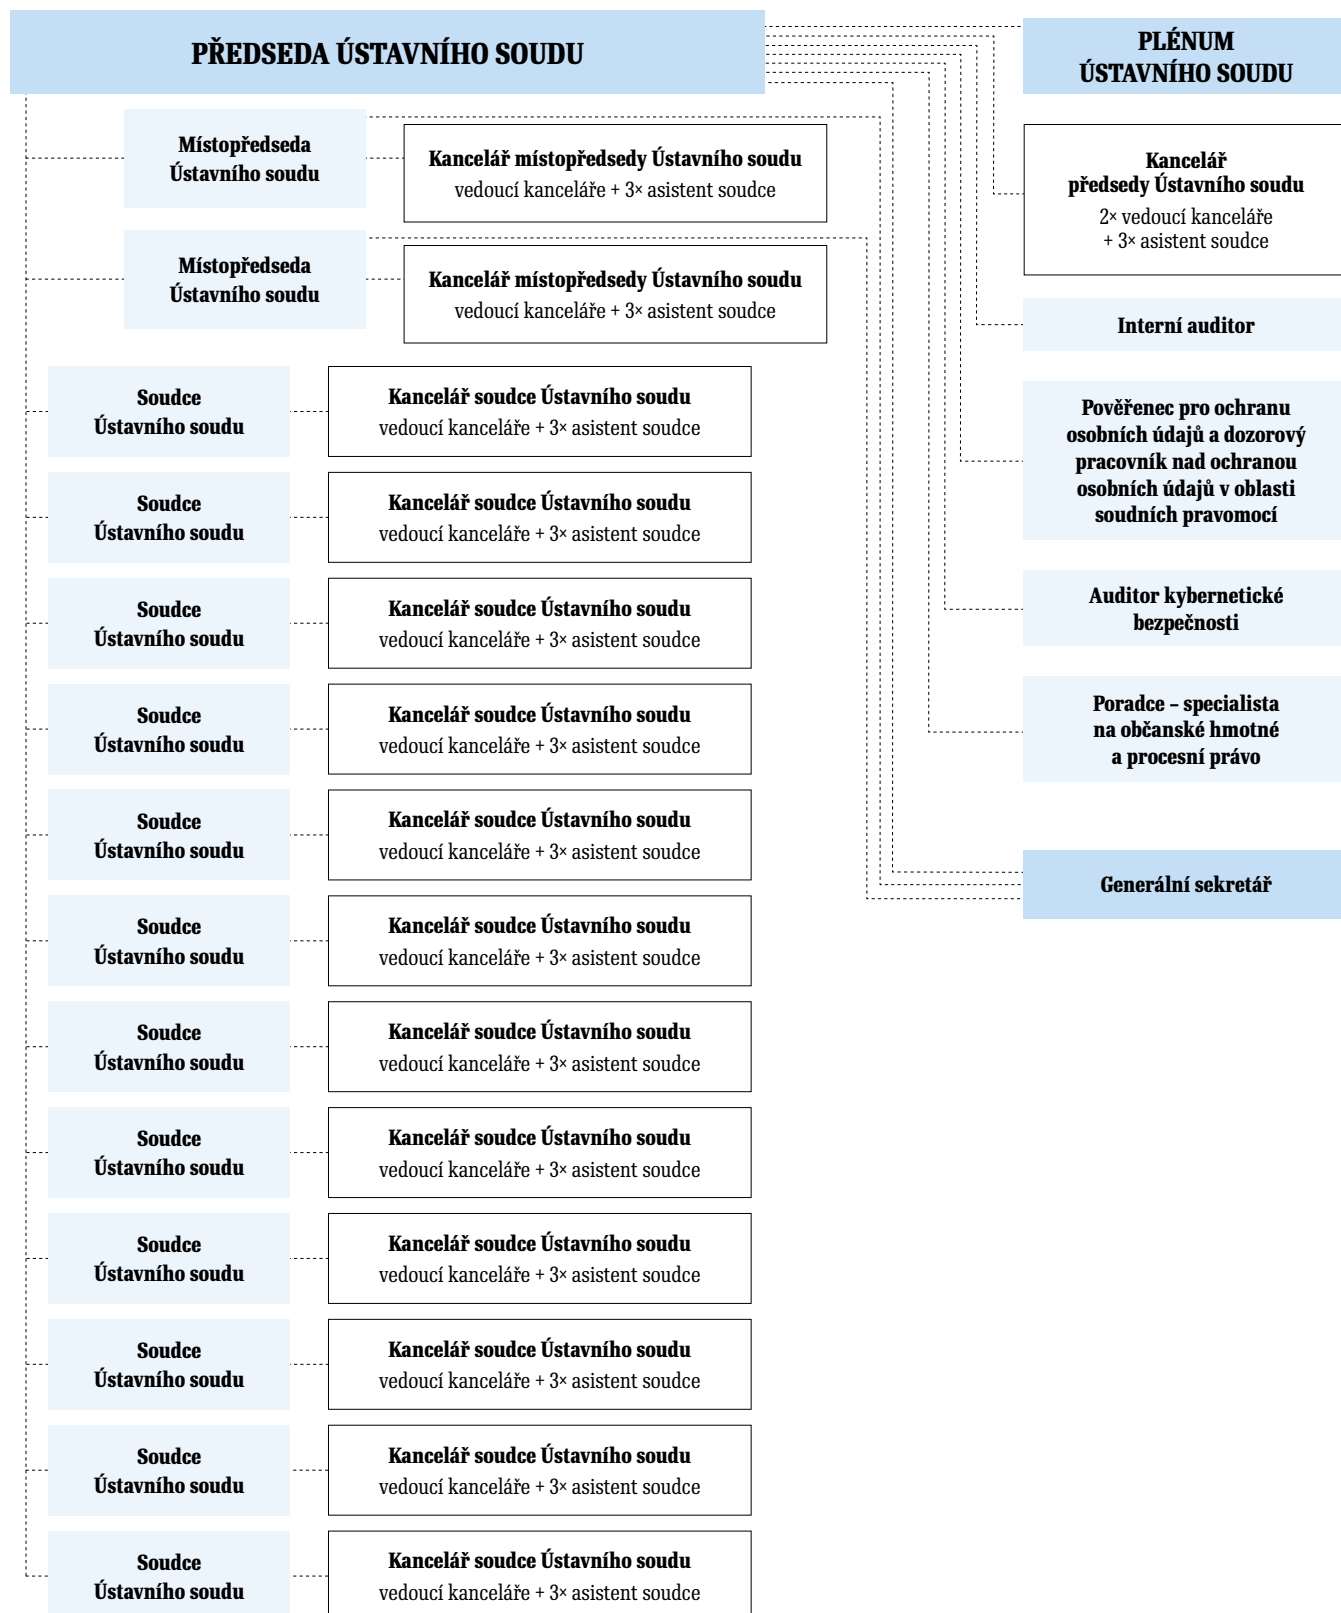 PŘEDSEDA ÚSTAVNÍHO SOUDU
Místopředseda
Ústavního soudu
Kancelář místopředsedy Ústavního soudu
vedoucí kanceláře + 3× asistent soudce
Místopředseda
Ústavního soudu
Kancelář místopředsedy Ústavního soudu
vedoucí kanceláře + 3× asistent soudce
Soudce
Ústavního soudu
Kancelář soudce Ústavního soudu
vedoucí kanceláře + 3× asistent soudce
Soudce
Ústavního soudu
Kancelář soudce Ústavního soudu
vedoucí kanceláře + 3× asistent soudce
Soudce
Ústavního soudu
Kancelář soudce Ústavního soudu
vedoucí kanceláře + 3× asistent soudce
Soudce
Ústavního soudu
Kancelář soudce Ústavního soudu
vedoucí kanceláře + 3× asistent soudce
Soudce
Ústavního soudu
Kancelář soudce Ústavního soudu
vedoucí kanceláře + 3× asistent soudce
Soudce
Ústavního soudu
Kancelář soudce Ústavního soudu
vedoucí kanceláře + 3× asistent soudce
Soudce
Ústavního soudu
Kancelář soudce Ústavního soudu
vedoucí kanceláře + 3× asistent soudce
Soudce
Ústavního soudu
Kancelář soudce Ústavního soudu
vedoucí kanceláře + 3× asistent soudce
Soudce
Ústavního soudu
Kancelář soudce Ústavního soudu
vedoucí kanceláře + 3× asistent soudce
Soudce
Ústavního soudu
Kancelář soudce Ústavního soudu
vedoucí kanceláře + 3× asistent soudce
Soudce
Ústavního soudu
Kancelář soudce Ústavního soudu
vedoucí kanceláře + 3× asistent soudce
Soudce
Ústavního soudu
Kancelář soudce Ústavního soudu
vedoucí kanceláře + 3× asistent soudce
PLÉNUM
ÚSTAVNÍHO SOUDU
Kancelář
předsedy Ústavního soudu
2× vedoucí kanceláře
+ 3× asistent soudce
Interní auditor
Pověřenec pro ochranu
osobních údajů a dozorový
pracovník nad ochranou
osobních údajů v oblasti
soudních pravomocí
Auditor kybernetické
bezpečnosti
Poradce – specialista
na občanské hmotné
a procesní právo
Generální sekretář